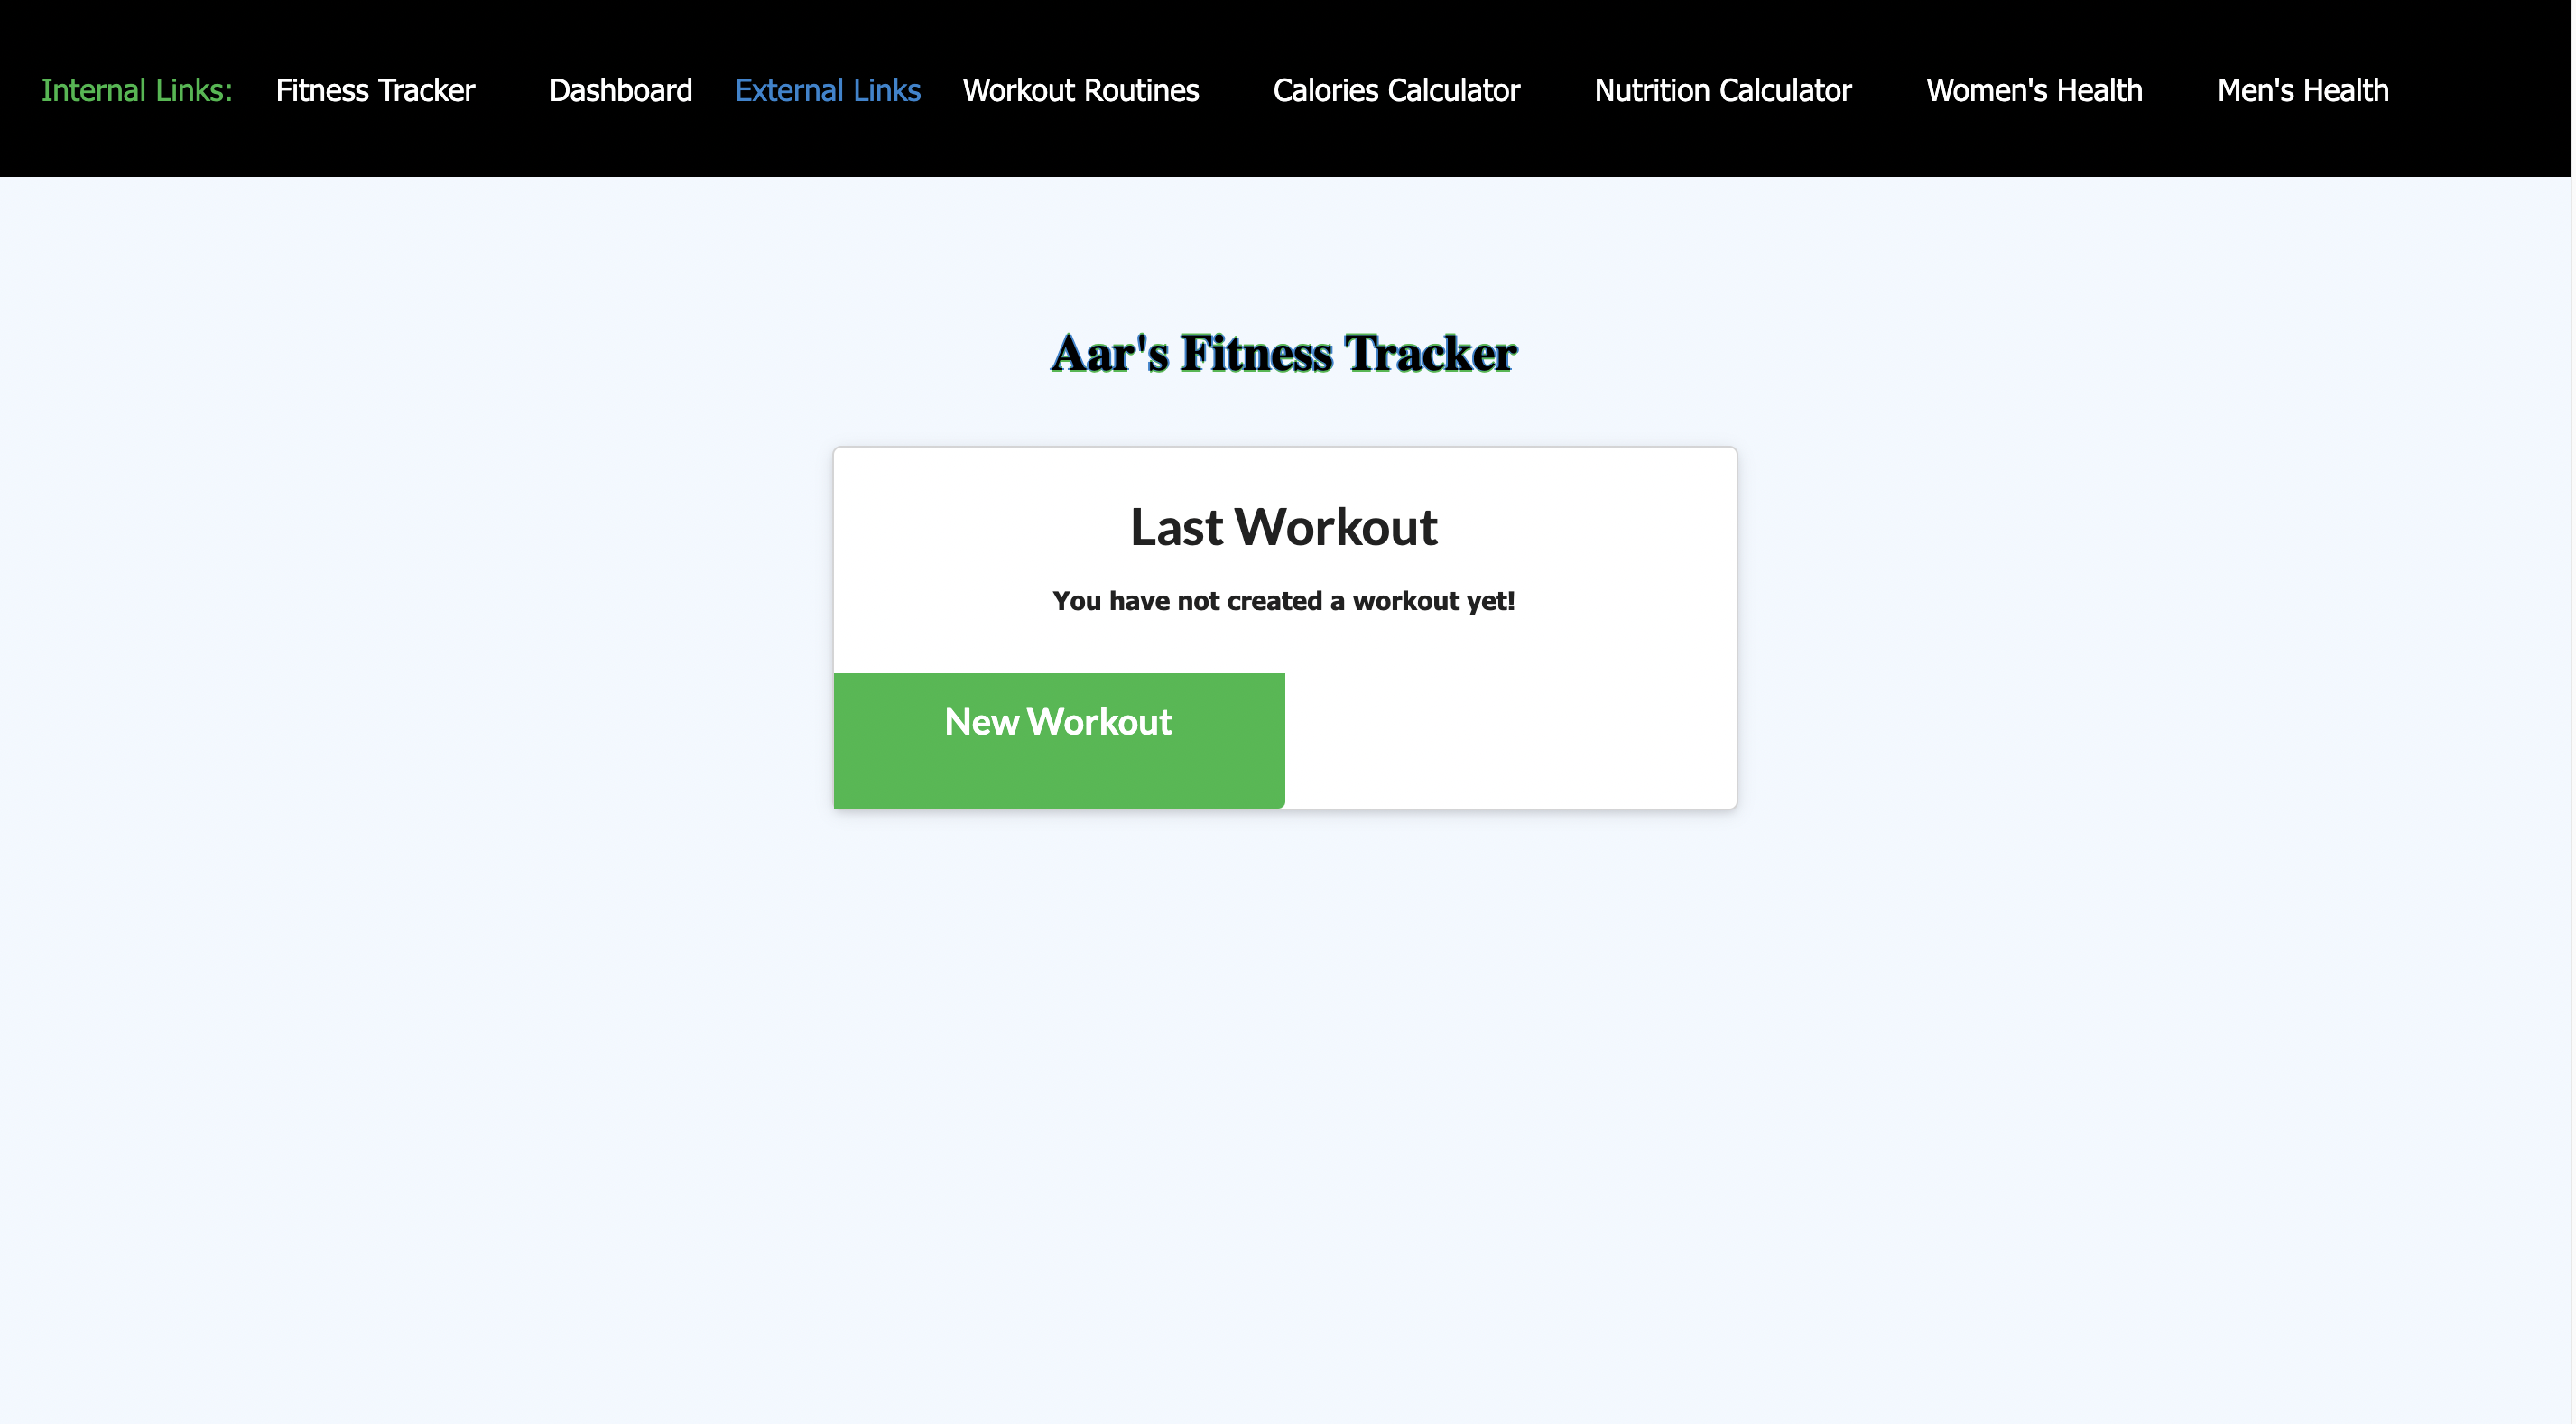 Internal Links: Fitness Tracker Dashboard External Links Workout Routines Calories Calculator Nutrition Calculator Women's Health Men's Health
Aar's Fitness Tracker
Last Workout
You have not created a workout yet!
New Workout